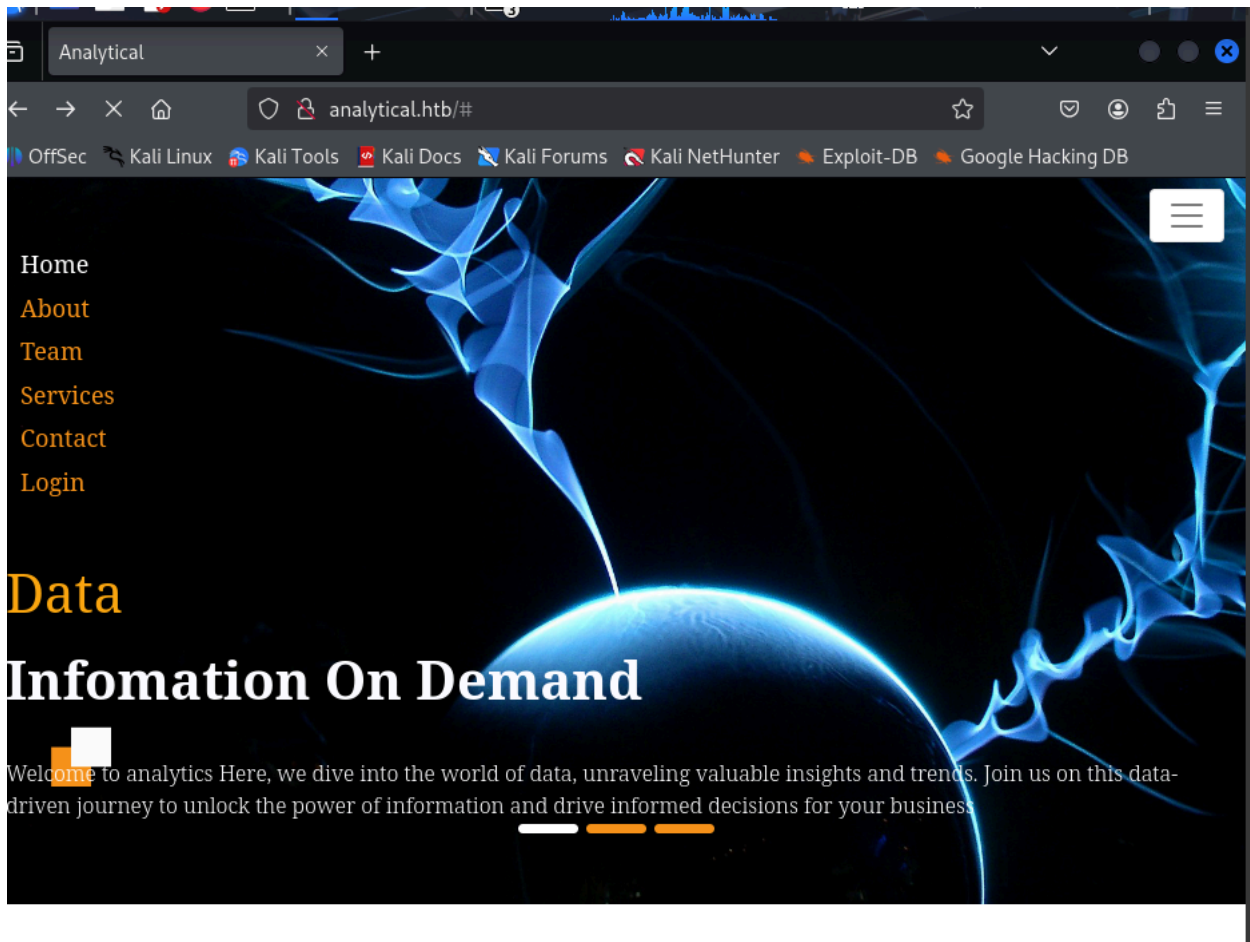 3
Analytical
analytical.htb/#
OffSec Kali Linux Kali Tools Kali Docs Kali Forums Kali NetHunter Exploit-DB Google Hacking DB
Home
About
Team
Services
Contact
Login
Data
Infomation On Demand
Welcome to analytics Here, we dive into the world of data, unraveling valuable insights and trends. Join us on this data-
driven journey to unlock the power of information and drive informed decisions for your business